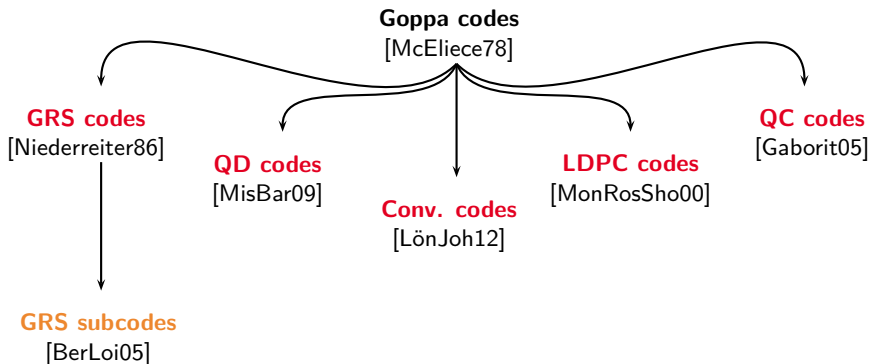 Goppa codes
[McEliece78]
GRS codes
[Niederreiter86]
QD codes
[MisBar09]
Conv. codes
[LönJoh12]
LDPC codes
[MonRosSho00]
QC codes
[Gaborit05]
GRS subcodes
[BerLoi05]